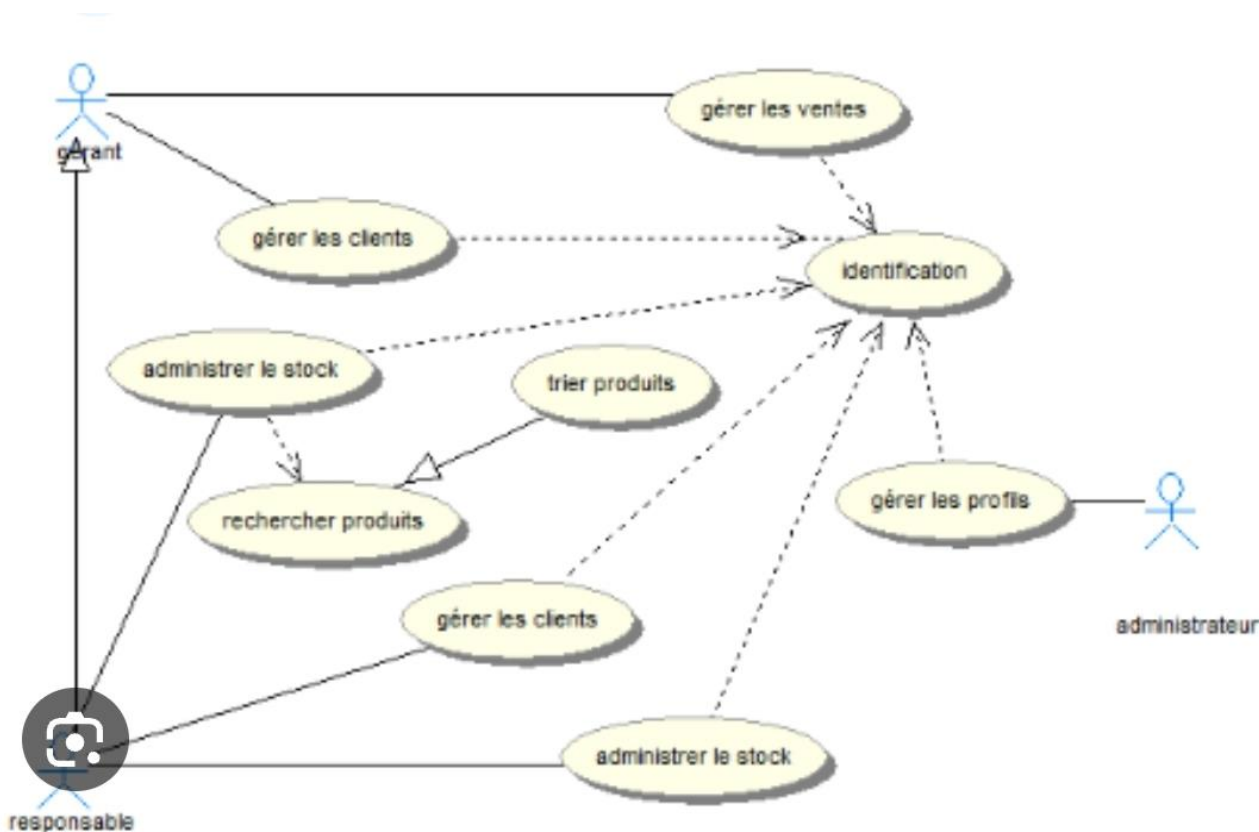 gérant
gérer les ventes
gérer les clients
identification
administrer le stock
trier produits
rechercher produits
gérer les profils
gérer les clients
administrateur
administrer le stock
responsable